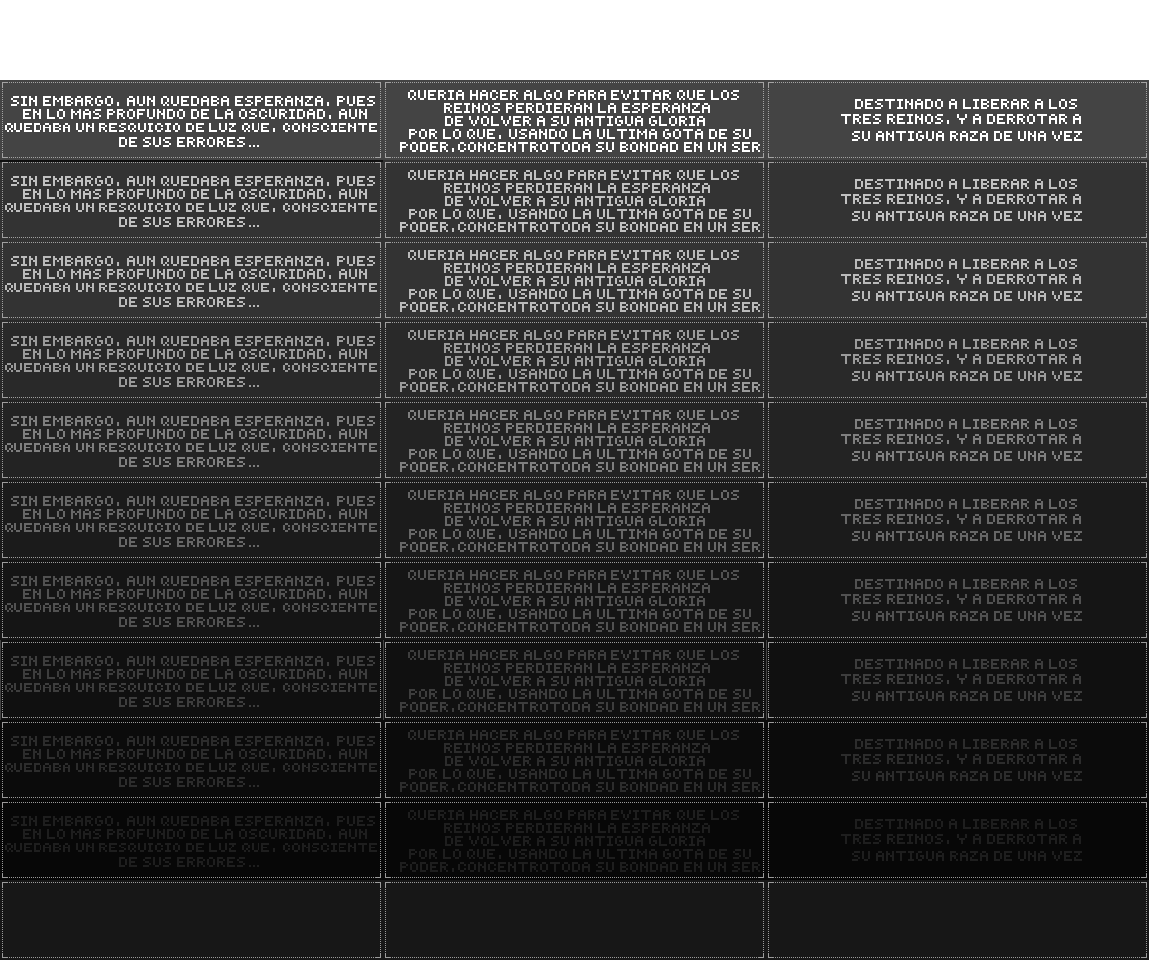 SIN EMBARGO, AUN QUEDABA ESPERANZA, PUES
EN LO MAS PROFUNDO DE LA OSCURIDAD, AUN
QUEDABA UN RESQUICIO DE LUZ QUE, CONSCIENTE
DE SUS ERRORES...
QUERIA HACER ALGO PARA EVITAR QUE LOS
REINOS PERDIERAN LA ESPERANZA
DE VOLVER A SU ANTIGUA GLORIA
POR LO QUE, USANDO LA ULTIMA GOTA DE SU
PODER,CONCENTROTODA SU BONDAD EN UN SER
DESTINADO A LIBERAR A LOS
TRES REINOS, Y A DERROTAR A
SU ANTIGUA RAZA DE UNA VEZ
SIN EMBARGO, AUN QUEDABA ESPERANZA, PUES
EN LO MAS PROFUNDO DE LA OSCURIDAD, AUN
QUEDABA UN RESQUICIO DE LUZ QUE, CONSCIENTE
DE SUS ERRORES...
QUERIA HACER ALGO PARA EVITAR QUE LOS
REINOS PERDIERAN LA ESPERANZA
DE VOLVER A SU ANTIGUA GLORIA
POR LO QUE, USANDO LA ULTIMA GOTA DE SU
PODER,CONCENTROTODA SU BONDAD EN UN SER
DESTINADO A LIBERAR A LOS
TRES REINOS, Y A DERROTAR A
SU ANTIGUA RAZA DE UNA VEZ
SIN EMBARGO, AUN QUEDABA ESPERANZA, PUES
EN LO MAS PROFUNDO DE LA OSCURIDAD, AUN
QUEDABA UN RESQUICIO DE LUZ QUE, CONSCIENTE
DE SUS ERRORES...
QUERIA HACER ALGO PARA EVITAR QUE LOS
REINOS PERDIERAN LA ESPERANZA
DE VOLVER A SU ANTIGUA GLORIA
POR LO QUE, USANDO LA ULTIMA GOTA DE SU
PODER,CONCENTROTODA SU BONDAD EN UN SER
DESTINADO A LIBERAR A LOS
TRES REINOS, Y A DERROTAR A
SU ANTIGUA RAZA DE UNA VEZ
SIN EMBARGO, AUN QUEDABA ESPERANZA, PUES
EN LO MAS PROFUNDO DE LA OSCURIDAD, AUN
QUEDABA UN RESQUICIO DE LUZ QUE, CONSCIENTE
DE SUS ERRORES...
QUERIA HACER ALGO PARA EVITAR QUE LOS
REINOS PERDIERAN LA ESPERANZA
DE VOLVER A SU ANTIGUA GLORIA
POR LO QUE, USANDO LA ULTIMA GOTA DE SU
PODER,CONCENTROTODA SU BONDAD EN UN SER
DESTINADO A LIBERAR A LOS
TRES REINOS, Y A DERROTAR A
SU ANTIGUA RAZA DE UNA VEZ
SIN EMBARGO, AUN QUEDABA ESPERANZA, PUES
EN LO MAS PROFUNDO DE LA OSCURIDAD, AUN
QUEDABA UN RESQUICIO DE LUZ QUE, CONSCIENTE
DE SUS ERRORES...
QUERIA HACER ALGO PARA EVITAR QUE LOS
REINOS PERDIERAN LA ESPERANZA
DE VOLVER A SU ANTIGUA GLORIA
POR LO QUE, USANDO LA ULTIMA GOTA DE SU
PODER,CONCENTROTODA SU BONDAD EN UN SER
DESTINADO A LIBERAR A LOS
TRES REINOS, Y A DERROTAR A
SU ANTIGUA RAZA DE UNA VEZ
SIN EMBARGO, AUN QUEDABA ESPERANZA, PUES
EN LO MAS PROFUNDO DE LA OSCURIDAD, AUN
QUEDABA UN RESQUICIO DE LUZ QUE, CONSCIENTE
DE SUS ERRORES...
QUERIA HACER ALGO PARA EVITAR QUE LOS
REINOS PERDIERAN LA ESPERANZA
DE VOLVER A SU ANTIGUA GLORIA
POR LO QUE, USANDO LA ULTIMA GOTA DE SU
PODER,CONCENTROTODA SU BONDAD EN UN SER
DESTINADO A LIBERAR A LOS
TRES REINOS, Y A DERROTAR A
SU ANTIGUA RAZA DE UNA VEZ
SIN EMBARGO, AUN QUEDABA ESPERANZA, PUES
EN LO MAS PROFUNDO DE LA OSCURIDAD, AUN
QUEDABA UN RESQUICIO DE LUZ QUE, CONSCIENTE
DE SUS ERRORES...
QUERIA HACER ALGO PARA EVITAR QUE LOS
REINOS PERDIERAN LA ESPERANZA
DE VOLVER A SU ANTIGUA GLORIA
POR LO QUE, USANDO LA ULTIMA GOTA DE SU
PODER,CONCENTROTODA SU BONDAD EN UN SER
DESTINADO A LIBERAR A LOS
TRES REINOS, Y A DERROTAR A
SU ANTIGUA RAZA DE UNA VEZ
SIN EMBARGO, AUN QUEDABA ESPERANZA, PUES
EN LO MAS PROFUNDO DE LA OSCURIDAD, AUN
QUEDABA UN RESQUICIO DE LUZ QUE, CONSCIENTE
DE SUS ERRORES...
QUERIA HACER ALGO PARA EVITAR QUE LOS
REINOS PERDIERAN LA ESPERANZA
DE VOLVER A SU ANTIGUA GLORIA
POR LO QUE, USANDO LA ULTIMA GOTA DE SU
PODER,CONCENTROTODA SU BONDAD EN UN SER
DESTINADO A LIBERAR A LOS
TRES REINOS, Y A DERROTAR A
SU ANTIGUA RAZA DE UNA VEZ
SIN EMBARGO, AUN QUEDABA ESPERANZA, PUES
EN LO MAS PROFUNDO DE LA OSCURIDAD, AUN
QUEDABA UN RESQUICIO DE LUZ QUE, CONSCIENTE
DE SUS ERRORES...
QUERIA HACER ALGO PARA EVITAR QUE LOS
REINOS PERDIERAN LA ESPERANZA
DE VOLVER A SU ANTIGUA GLORIA
POR LO QUE, USANDO LA ULTIMA GOTA DE SU
PODER,CONCENTROTODA SU BONDAD EN UN SER
DESTINADO A LIBERAR A LOS
TRES REINOS, Y A DERROTAR A
SU ANTIGUA RAZA DE UNA VEZ
SIN EMBARGO, AUN QUEDABA ESPERANZA, PUES
EN LO MAS PROFUNDO DE LA OSCURIDAD, AUN
QUEDABA UN RESQUICIO DE LUZ QUE, CONSCIENTE
DE SUS ERRORES...
QUERIA HACER ALGO PARA EVITAR QUE LOS
REINOS PERDIERAN LA ESPERANZA
DE VOLVER A SU ANTIGUA GLORIA
POR LO QUE, USANDO LA ULTIMA GOTA DE SU
PODER,CONCENTROTODA SU BONDAD EN UN SER
DESTINADO A LIBERAR A LOS
TRES REINOS, Y A DERROTAR A
SU ANTIGUA RAZA DE UNA VEZ